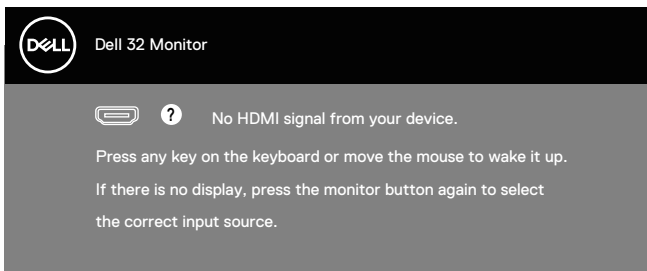 DELL
Dell 32 Monitor
? No HDMI signal from your device.
Press any key on the keyboard or move the mouse to wake it up.
If there is no display, press the monitor button again to select
the correct input source.